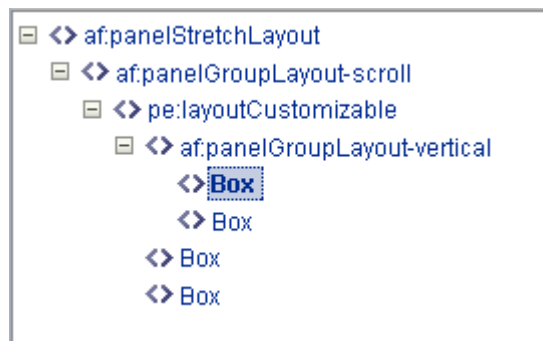 af:panelStretchLayout
af:panelGroupLayout-scroll
pe:layoutCustomizable
af:panelGroupLayout-vertical
Box
Box
Box
Box